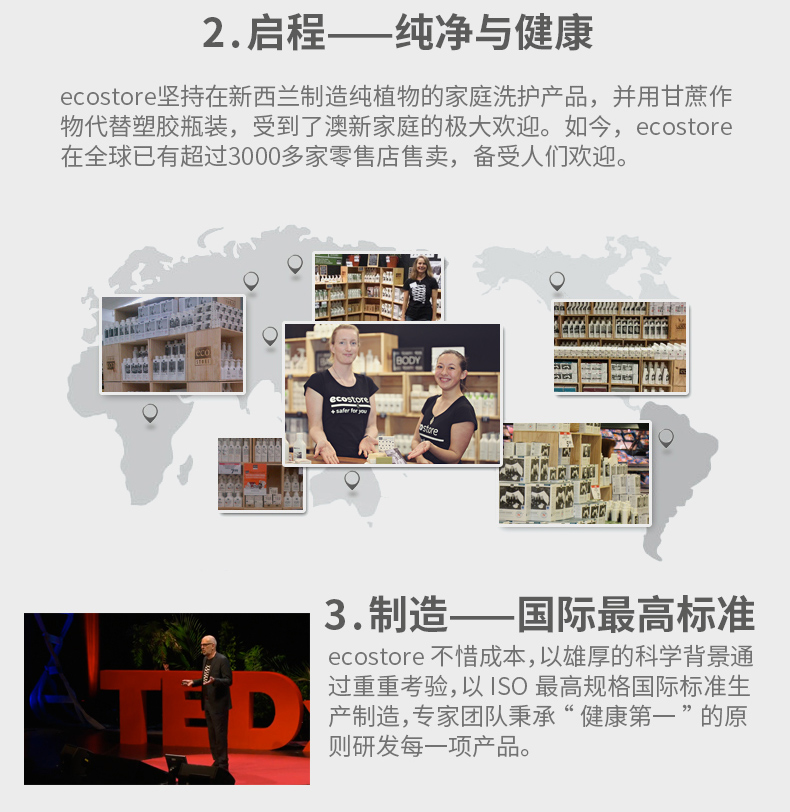 2.启程——纯净与健康
ecostore坚持在新西兰制造纯植物的家庭洗护产品，并用甘蔗作
物代替塑胶瓶装，受到了澳新家庭的极大欢迎。如今，ecostore
在全球已有超过3000多家零售店售卖，备受人们欢迎。
eco
BODY
ecostore
+ safer for you
ecostore
3.制造——国际最高标准
ecostore 不惜成本，以雄厚的科学背景通
过重重考验，以 ISO 最高规格国际标准生
产制造，专家团队秉承“健康第一”的原
则研发每一项产品。
TEDx